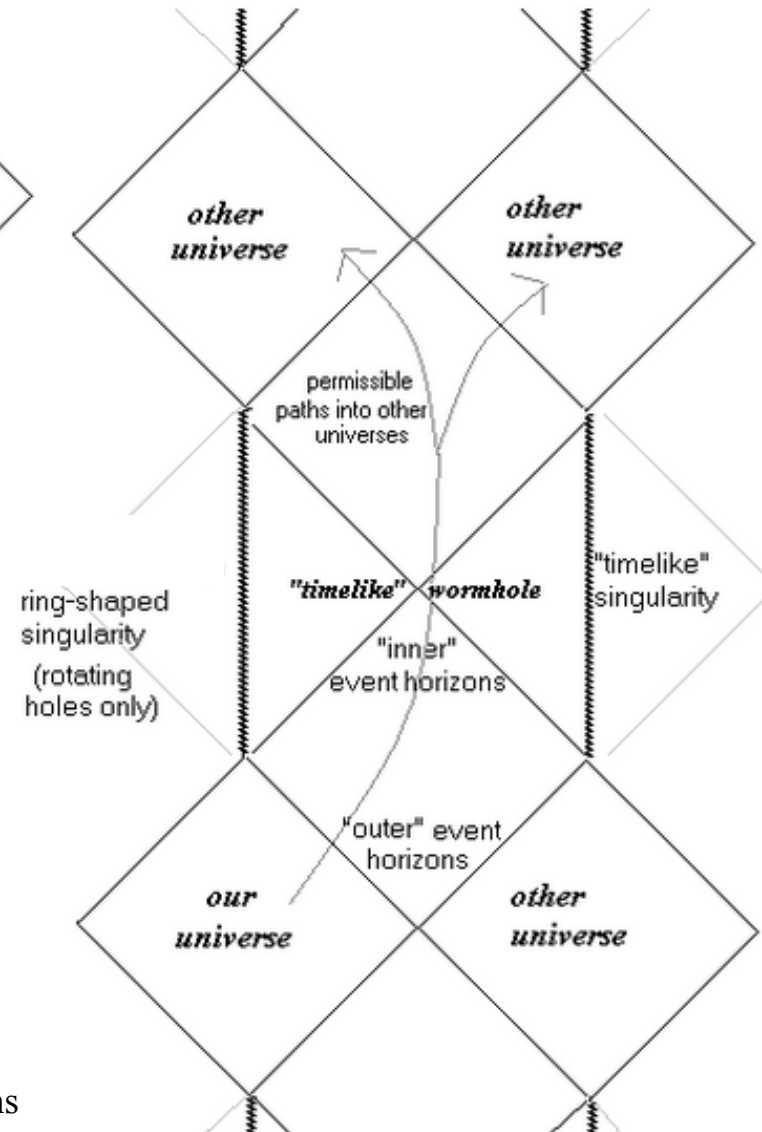 other
universe
other
universe
permissible
paths into other
universes
"timelike" wormhole
"timelike"
singularity
ring-shaped
singularity
(rotating
holes only)
"inner"
event horizons
"outer" event
horizons
our
universe
other
universe